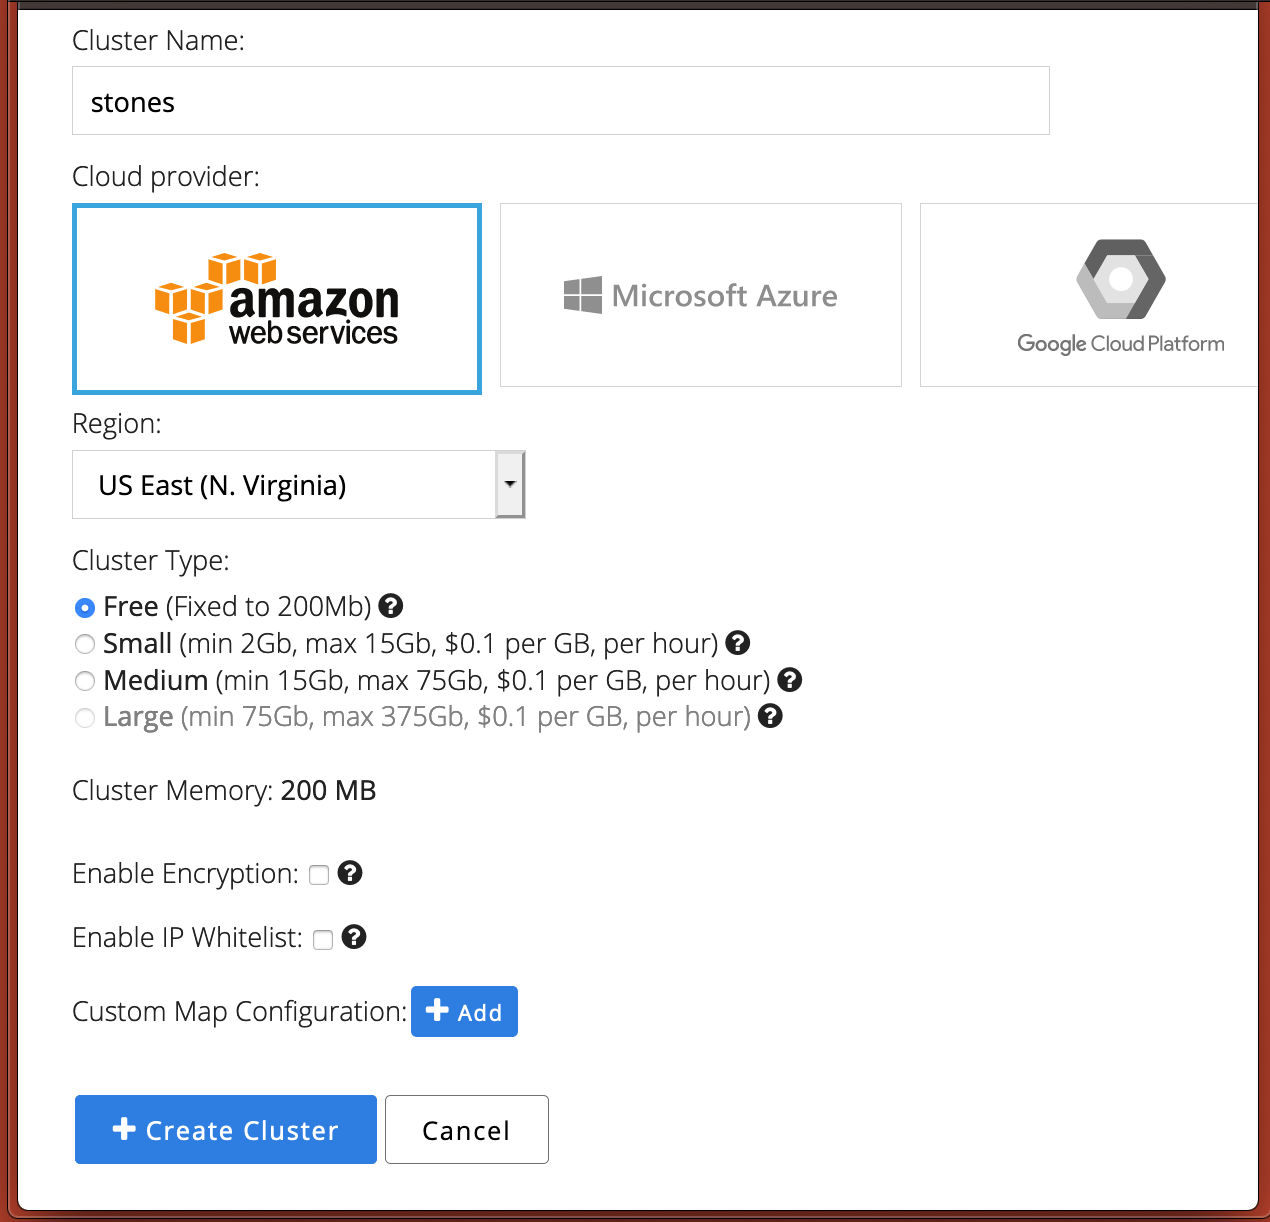 Cluster Name:
stones
Cloud provider:
amazon
web services
Microsoft Azure
Google Cloud Platform
Region:
US East (N. Virginia)
Cluster Type:
Free (Fixed to 200Mb) ?
Small (min 2Gb, max 15Gb, $0.1 per GB, per hour) ?
Medium (min 15Gb, max 75Gb, $0.1 per GB, per hour) ?
Large (min 75Gb, max 375Gb, $0.1 per GB, per hour) ?
Cluster Memory: 200 MB
Enable Encryption: ?
Enable IP Whitelist: ?
Custom Map Configuration: + Add
+ Create Cluster Cancel